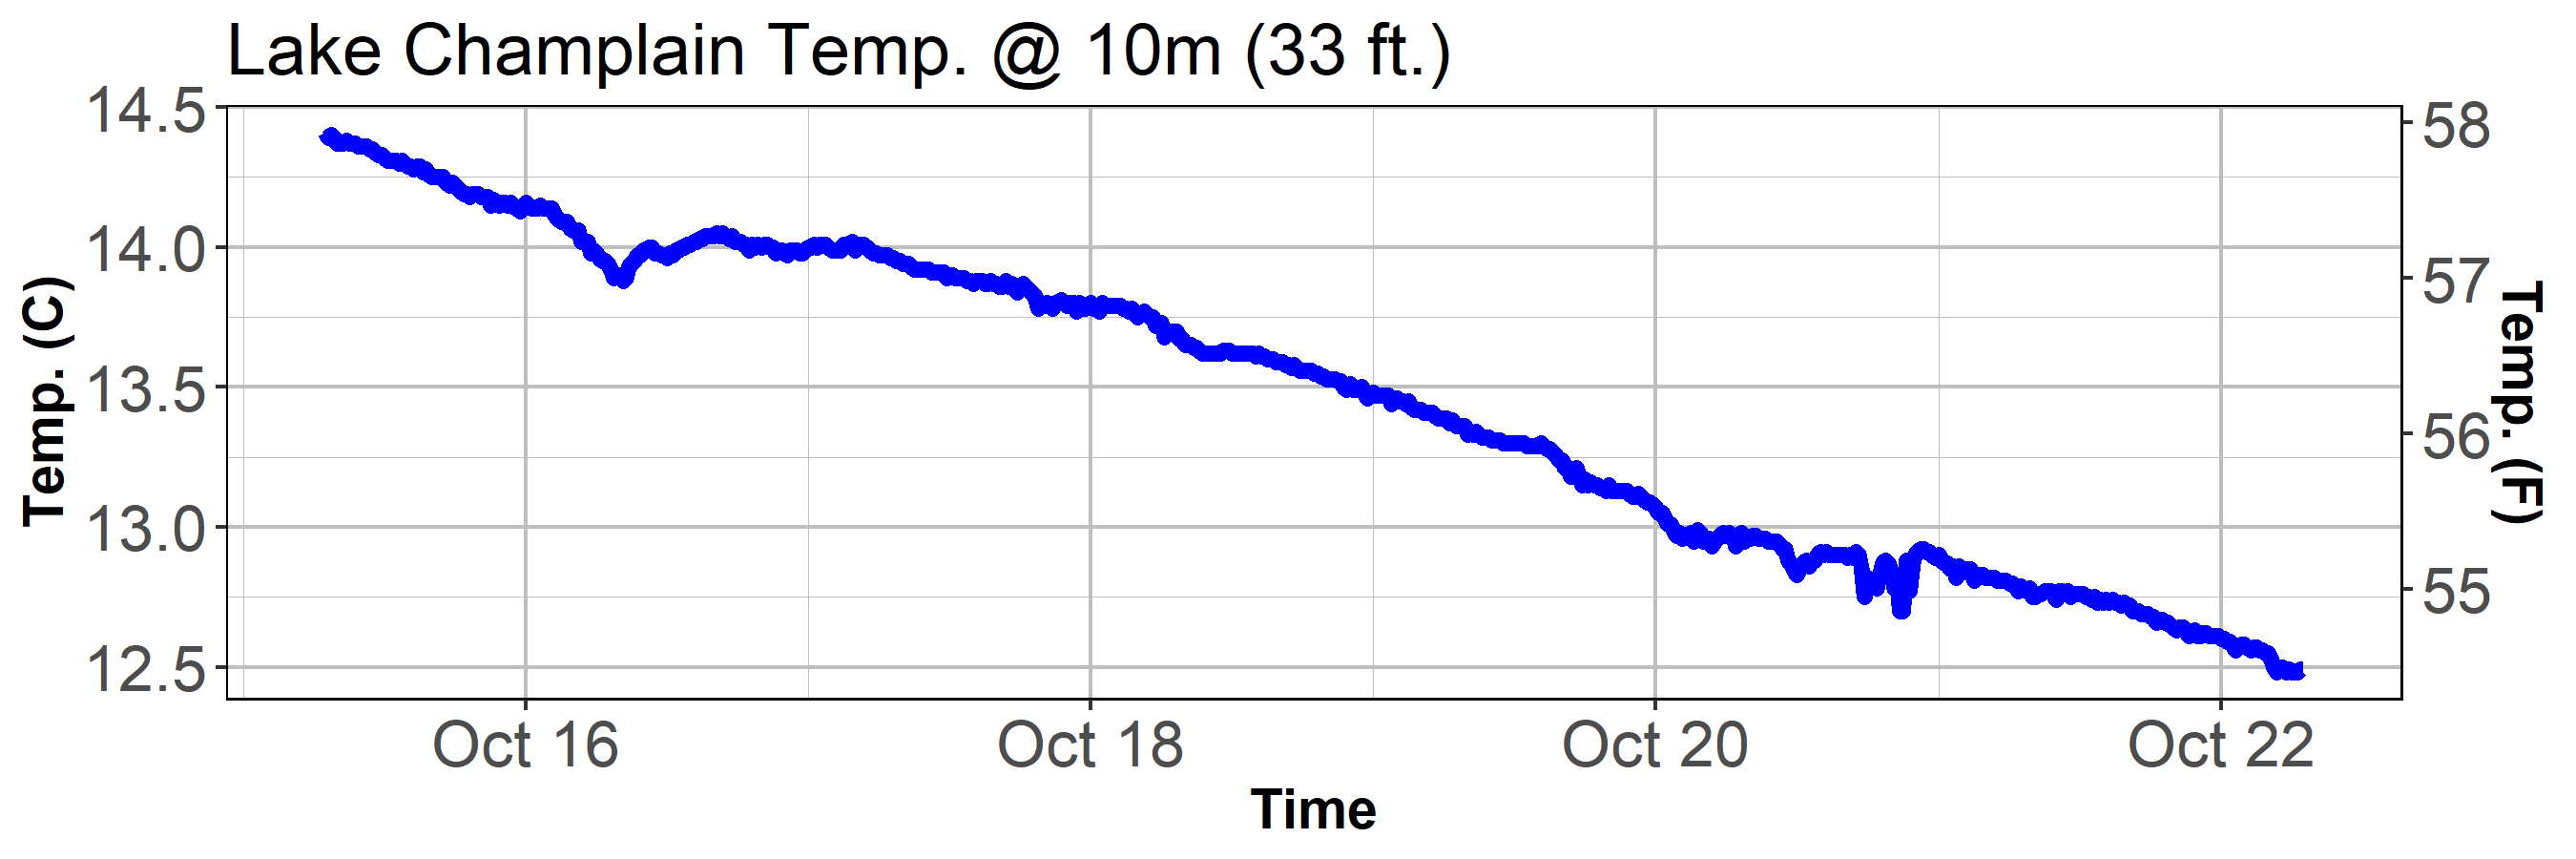 Lake Champlain Temp. @ 10m (33 ft.)
14.5
14.0
13.5
13.0
12.5
Temp. (C)
58
57
56
55
Temp. (F)
Oct 16 Oct 18 Oct 20 Oct 22
Time